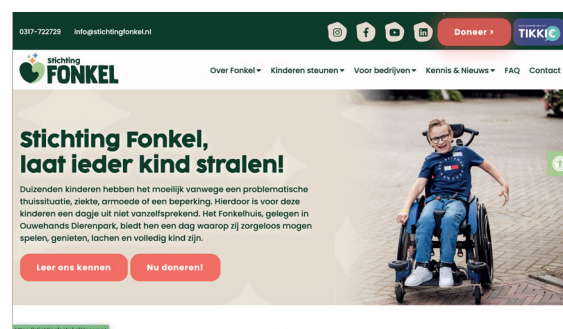 0317-722729 info@stichtingfonkel.nl
Doneer >
TIKKIE
Stichting
FONKEL
Over Fonkel Kinderen steunen Voor bedrijven Kennis & Nieuws FAQ Contact
Stichting Fonkel,
laat ieder kind stralen!
Duizenden kinderen hebben het moeilijk vanwege een problematische
thuissituatie, ziekte, armoede of een beperking. Hierdoor is voor deze
kinderen een dagje uit niet vanzelfsprekend. Het Fonkelhuis, gelegen in
Ouwehands Dierenpark, biedt hen een dag waarop zij zorgeloos mogen
spelen, genieten, lachen en volledig kind zijn.
Leer ons kennen Nu doneren!